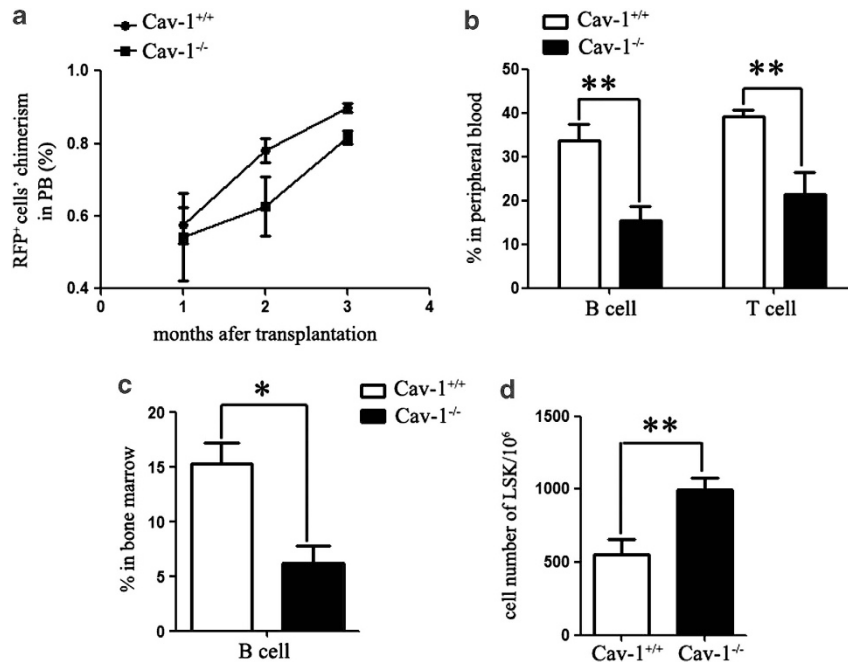 a
Cav-1+/+
Cav-1-/-
RFP+ cells' chimerism
in PB (%)
1.0
0.8
0.6
0.4
0 1 2 3 4
months afer transplantation
b
Cav-1+/+
Cav-1-/-
% in peripheral blood
50
40
30
20
10
0
**
**
B cell T cell
c
Cav-1+/+
Cav-1-/-
% in bone marrow
20
15
10
5
0
*
B cell
d
cell number of LSK/10⁶
1500
1000
500
0
**
Cav-1+/+ Cav-1-/-